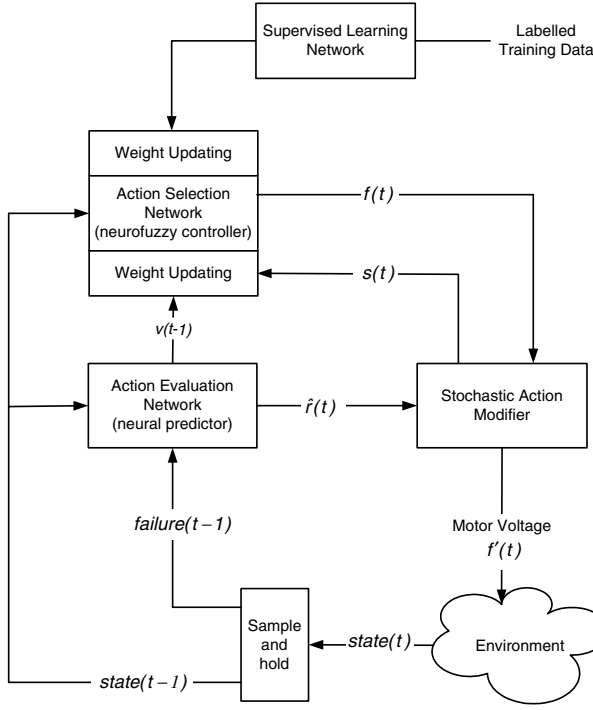 Supervised Learning
Network
Labelled
Training Data
Weight Updating
Action Selection
Network
(neurofuzzy controller)
Weight Updating
f(t)
s(t)
v(t-1)
Action Evaluation
Network
(neural predictor)
r̂(t)
Stochastic Action
Modifier
failure(t−1)
Motor Voltage
f′(t)
Sample
and
hold
state(t)
Environment
state(t−1)